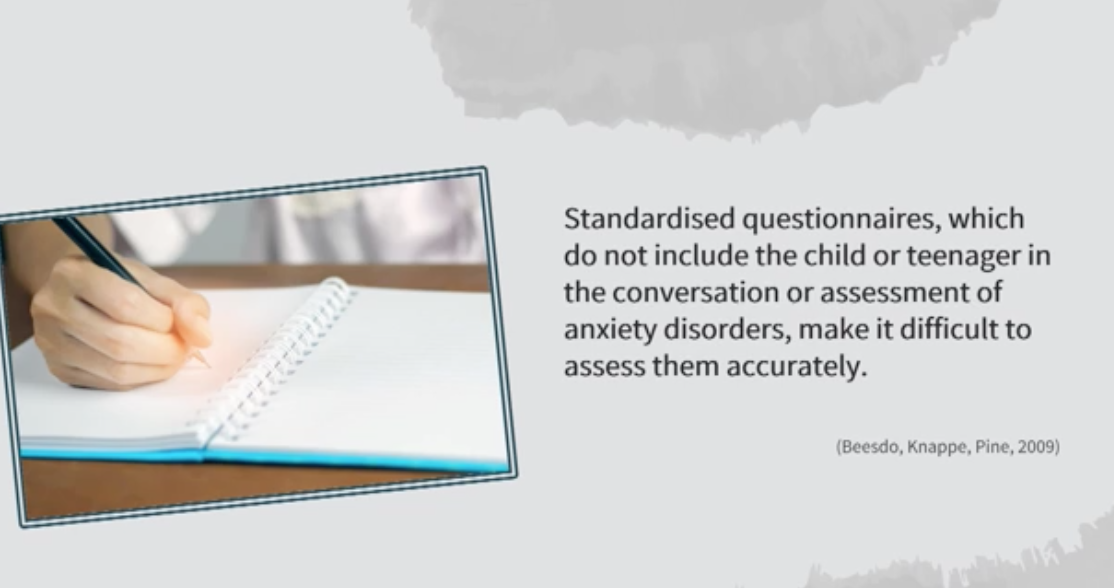 Standardised questionnaires, which
do not include the child or teenager in
the conversation or assessment of
anxiety disorders, make it difficult to
assess them accurately.
(Beesdo, Knappe, Pine, 2009)